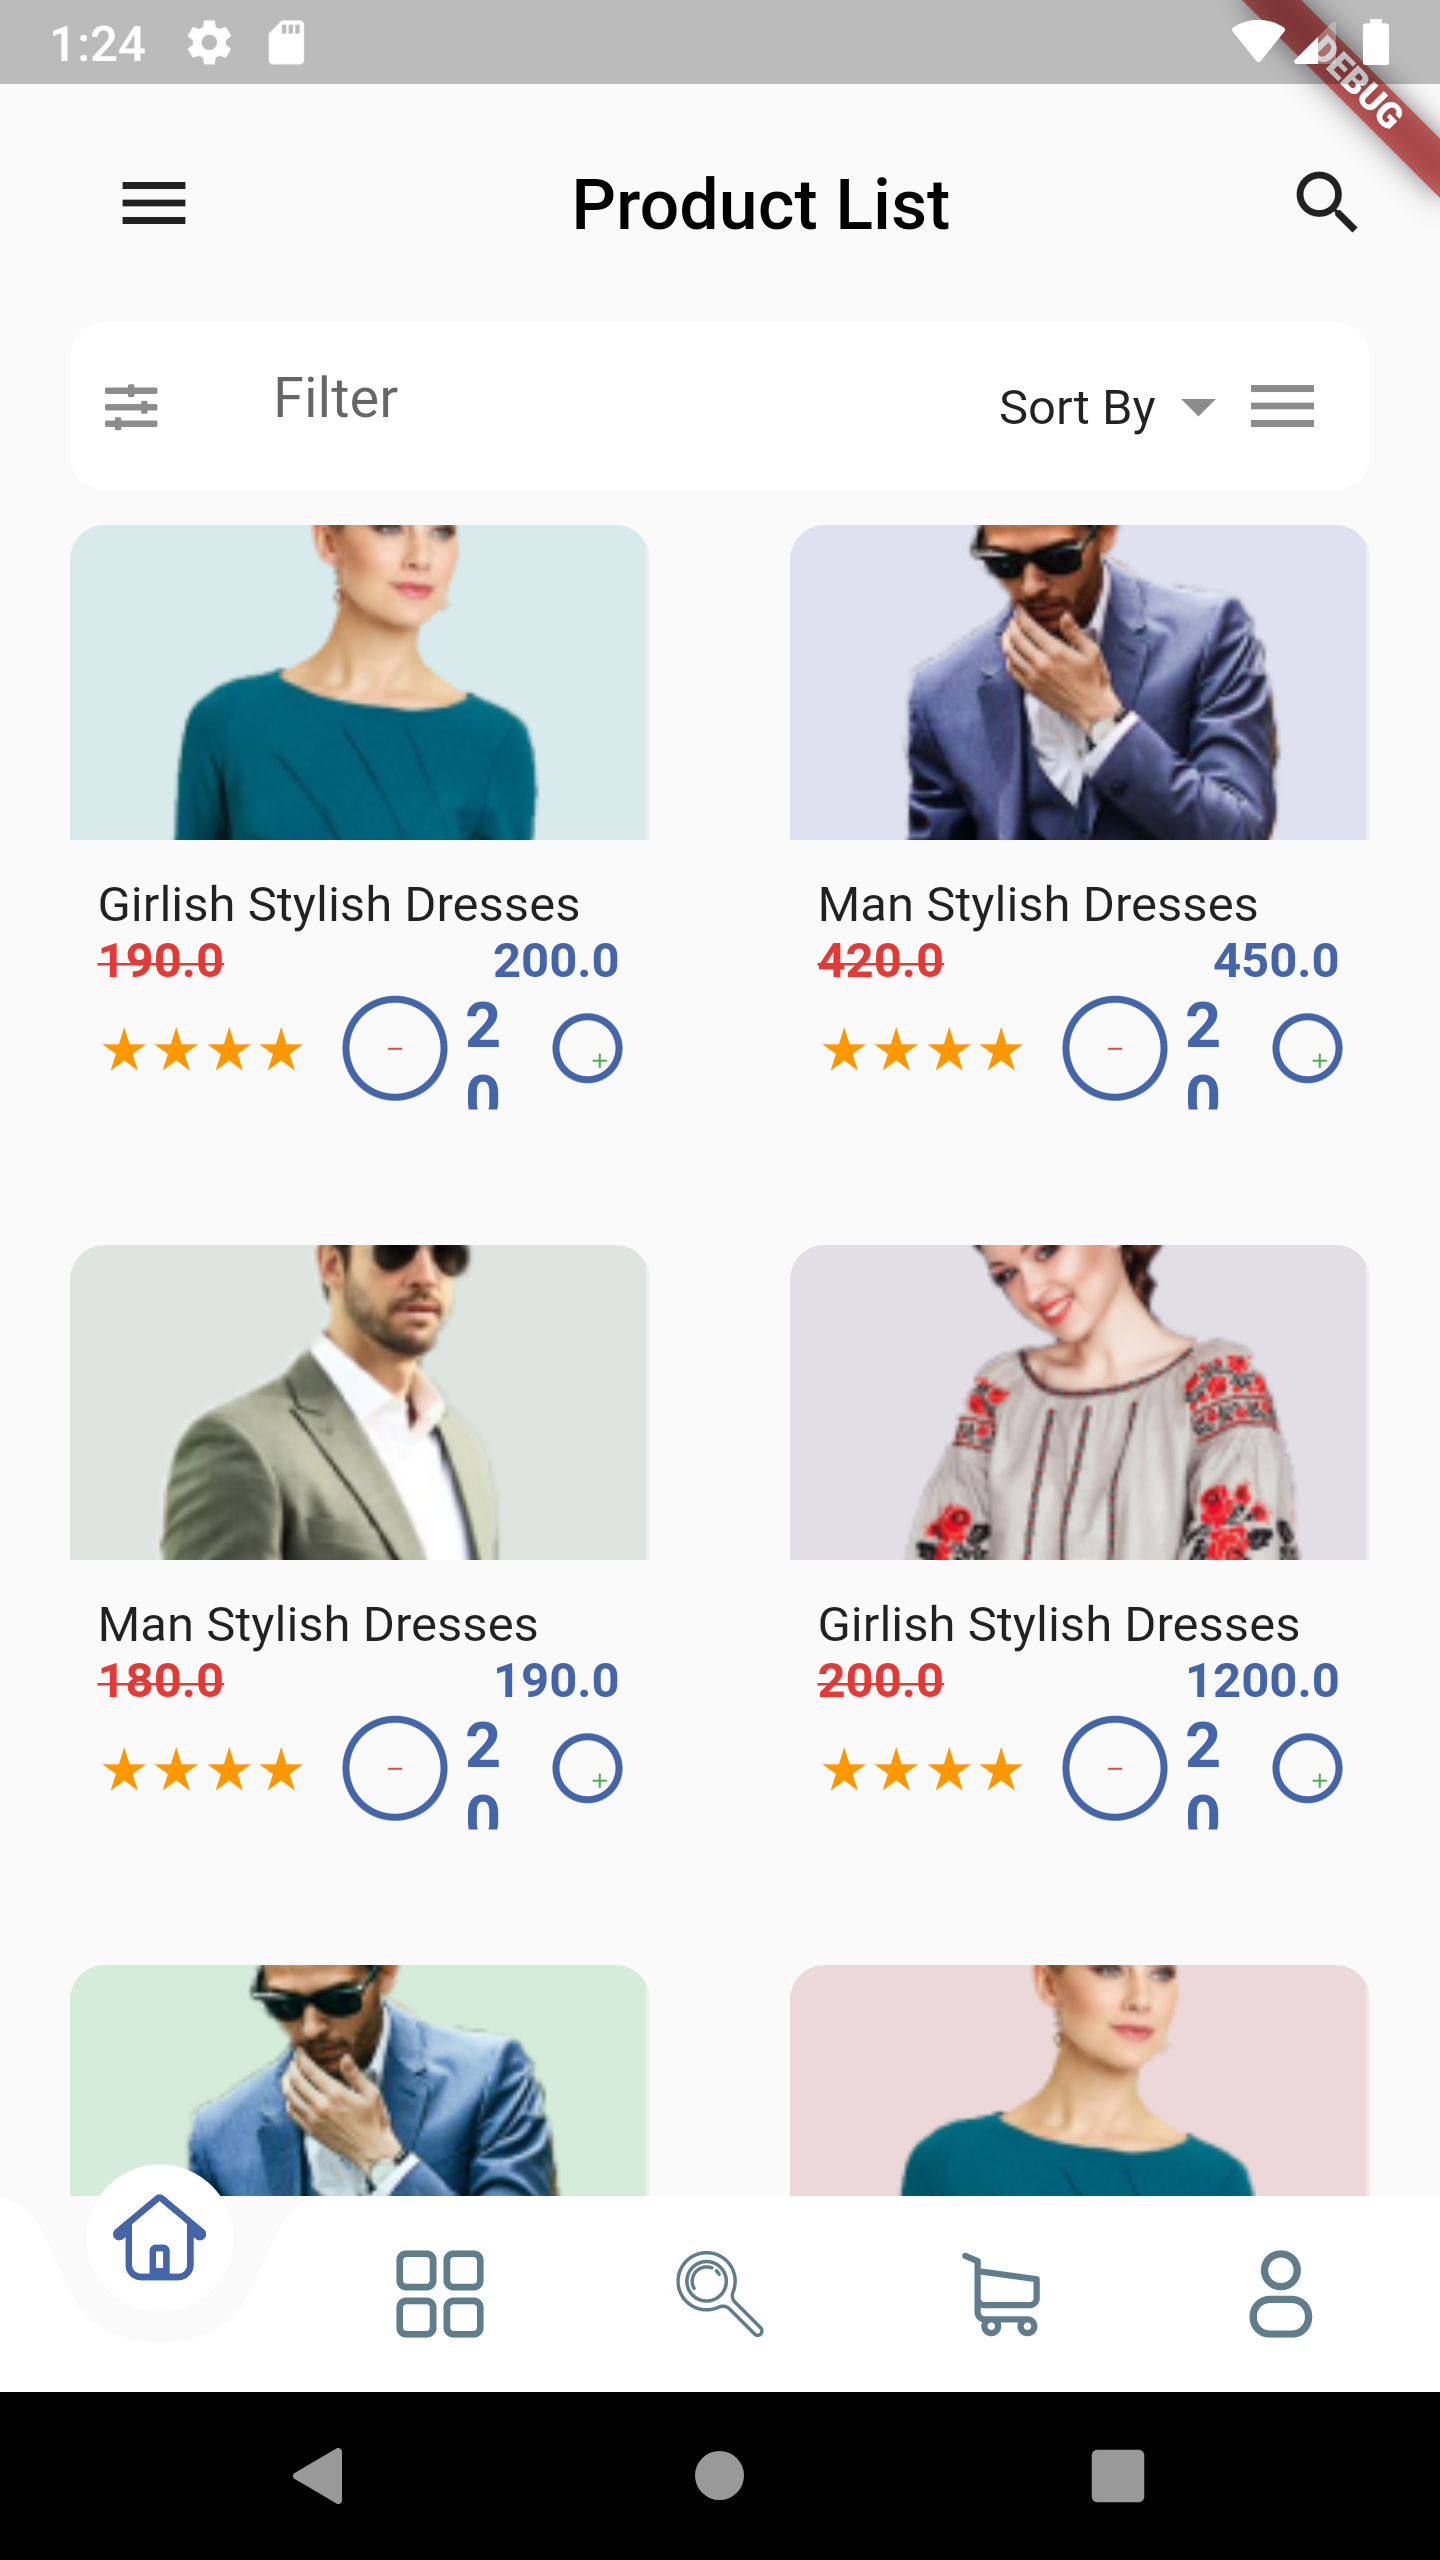 1:24
DEBUG
Product List
Filter
Sort By
Girlish Stylish Dresses
190.0 200.0
★★★★ − 2 +
0
Man Stylish Dresses
420.0 450.0
★★★★ − 2 +
0
Man Stylish Dresses
180.0 190.0
★★★★ − 2 +
0
Girlish Stylish Dresses
200.0 1200.0
★★★★ − 2 +
0